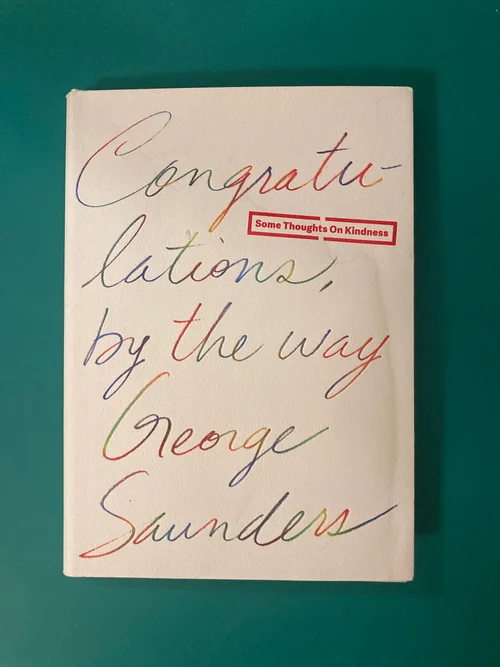 Congratu-
Some Thoughts On Kindness
lations,
by the way
George
Saunders